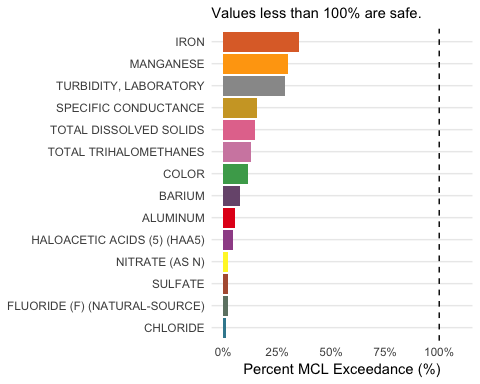 Values less than 100% are safe.
IRON
MANGANESE
TURBIDITY, LABORATORY
SPECIFIC CONDUCTANCE
TOTAL DISSOLVED SOLIDS
TOTAL TRIHALOMETHANES
COLOR
BARIUM
ALUMINUM
HALOACETIC ACIDS (5) (HAA5)
NITRATE (AS N)
SULFATE
FLUORIDE (F) (NATURAL-SOURCE)
CHLORIDE
0% 25% 50% 75% 100%
Percent MCL Exceedance (%)